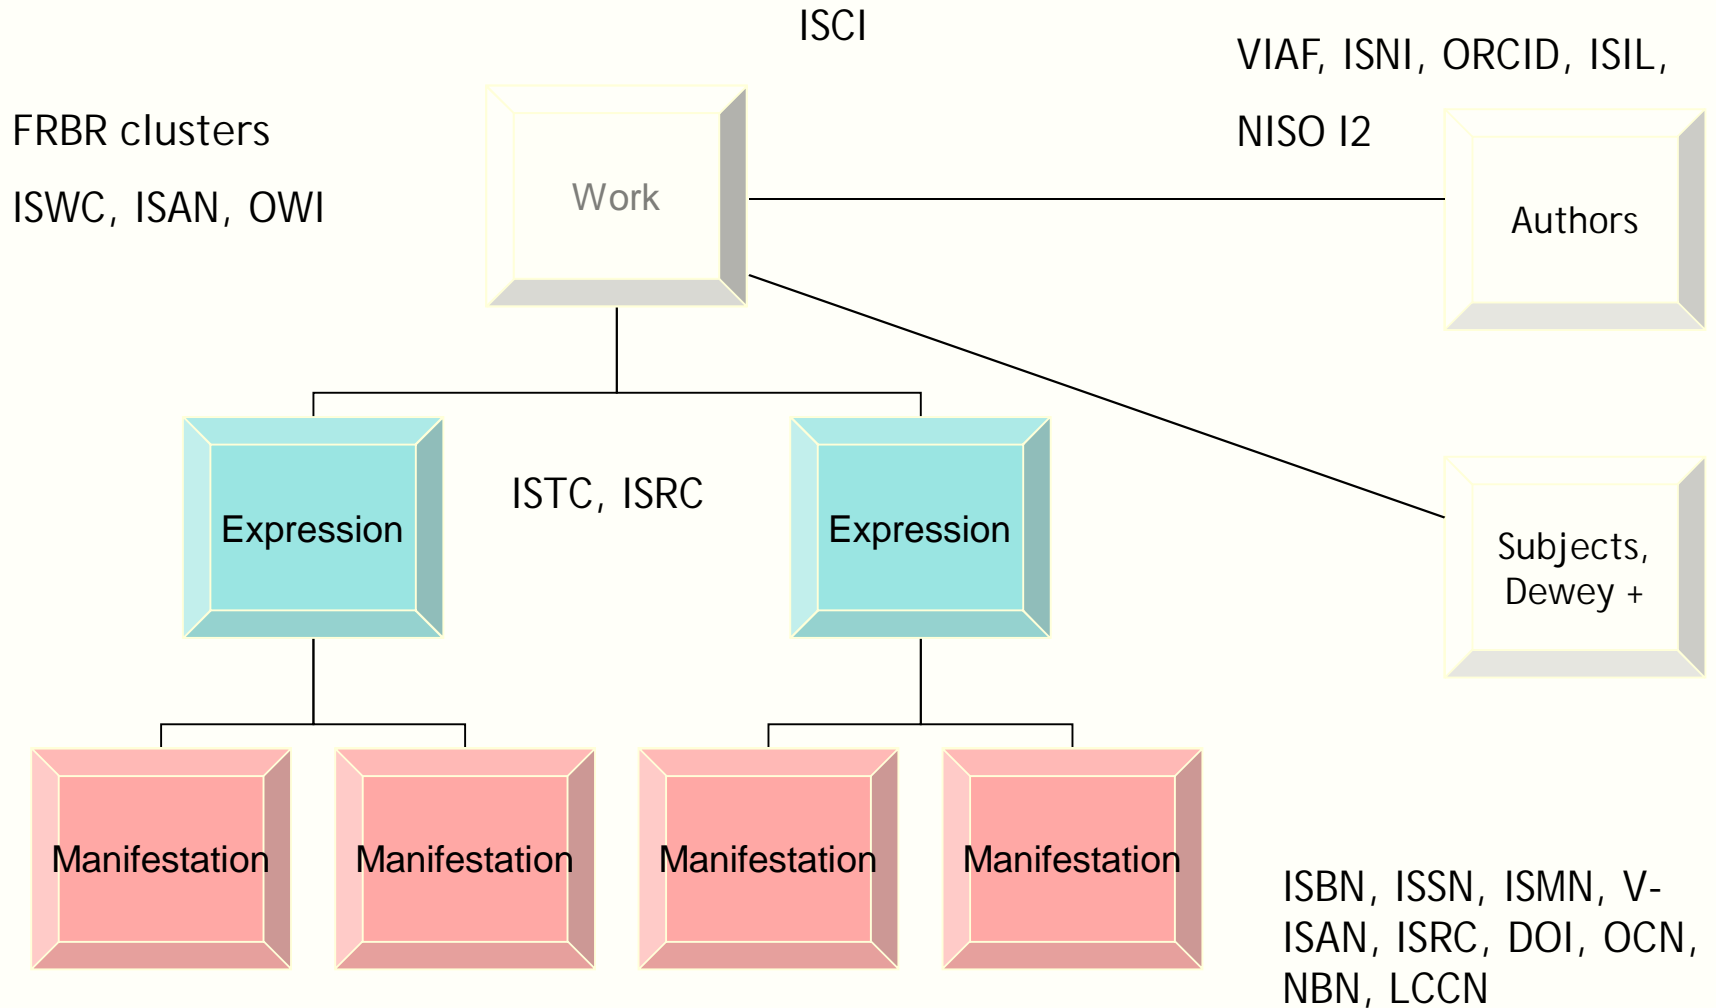 ISCI
VIAF, ISNI, ORCID, ISIL,
NISO I2
FRBR clusters
ISWC, ISAN, OWI
Work
Authors
ISTC, ISRC
Expression
Expression
Subjects,
Dewey +
Manifestation
Manifestation
Manifestation
Manifestation
ISBN, ISSN, ISMN, V-
ISAN, ISRC, DOI, OCN,
NBN, LCCN